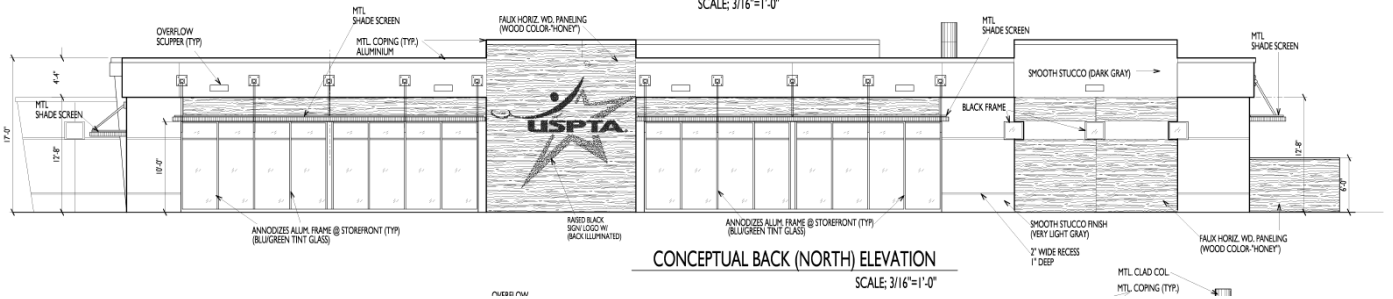 SCALE; 3/16"=1'-0"
MTL
SHADE SCREEN
OVERFLOW
SCUPPER (TYP)
MTL. COPING (TYP.)
ALUMINIUM
FAUX HORIZ. WD. PANELING
(WOOD COLOR-"HONEY")
MTL
SHADE SCREEN
MTL
SHADE SCREEN
SMOOTH STUCCO (DARK GRAY)
BLACK FRAME
MTL
SHADE SCREEN
4'-4"
17'-0"
12'-8"
10'-0"
USPTA.
12'-8"
6'-0"
ANNODIZES ALUM. FRAME @ STOREFRONT (TYP)
(BLU/GREEN TINT GLASS)
RAISED BLACK
SIGN/ LOGO W/
(BACK ILLUMINATED)
ANNODIZES ALUM. FRAME @ STOREFRONT (TYP)
(BLU/GREEN TINT GLASS)
SMOOTH STUCCO FINISH
(VERY LIGHT GRAY)
2" WIDE RECESS
1" DEEP
FAUX HORIZ. WD. PANELING
(WOOD COLOR-"HONEY")
CONCEPTUAL BACK (NORTH) ELEVATION
SCALE; 3/16"=1'-0"
OVERFLOW
MTL. CLAD COL.
MTL. COPING (TYP.)